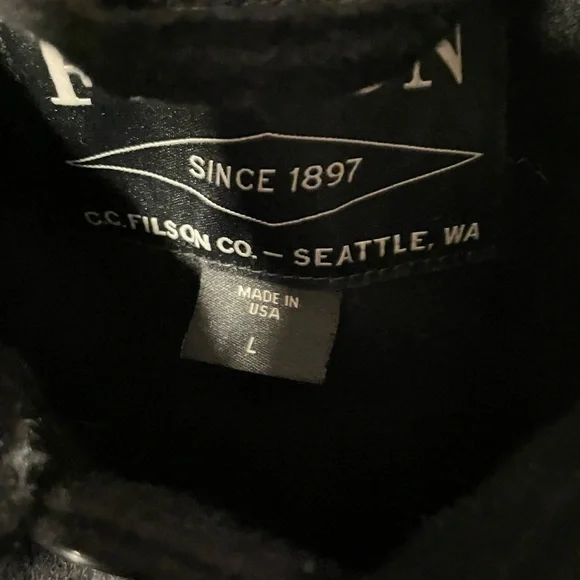 SINCE 1897
C.C. FILSON CO. – SEATTLE, WA
MADE IN
USA
L